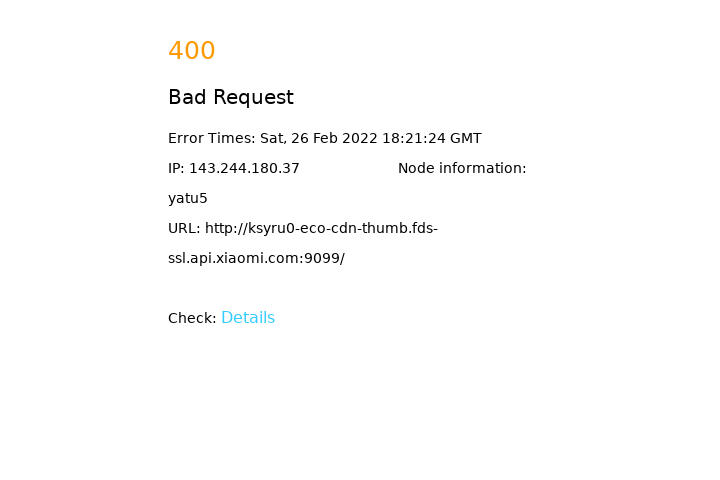 400
Bad Request
Error Times: Sat, 26 Feb 2022 18:21:24 GMT
IP: 143.244.180.37 Node information:
yatu5
URL: http://ksyru0-eco-cdn-thumb.fds-
ssl.api.xiaomi.com:9099/
Check: Details